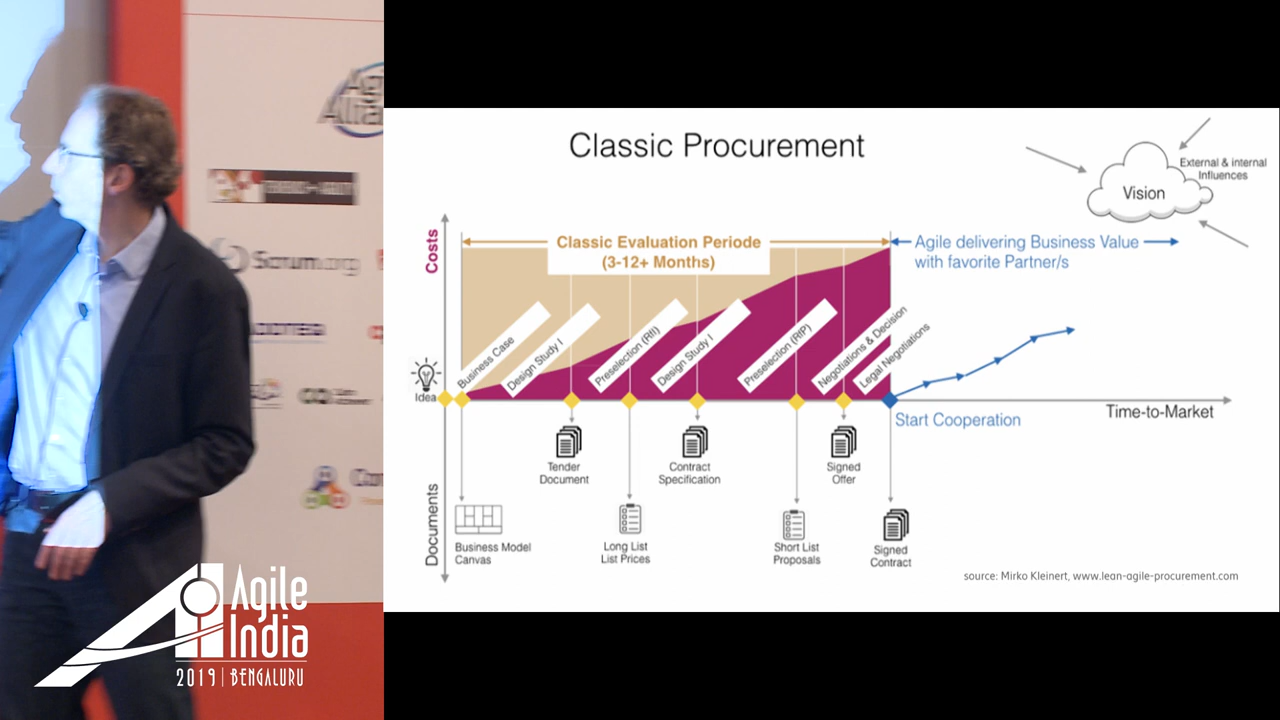 Classic Procurement
External & internal
Influences
Vision
Costs
Classic Evaluation Periode
(3-12+ Months)
Agile delivering Business Value
with favorite Partner/s
Business Case
Design Study I
Preselection (RfI)
Design Study I
Preselection (RfP)
Negotiations & Decision
Legal Negotiations
Idea
Time-to-Market
Start Cooperation
Tender
Document
Contract
Specification
Signed
Offer
Documents
Business Model
Canvas
Long List
List Prices
Short List
Proposals
Signed
Contract
source: Mirko Kleinert, www.lean-agile-procurement.com
Scrum.org
Agile
India
2019 | BENGALURU